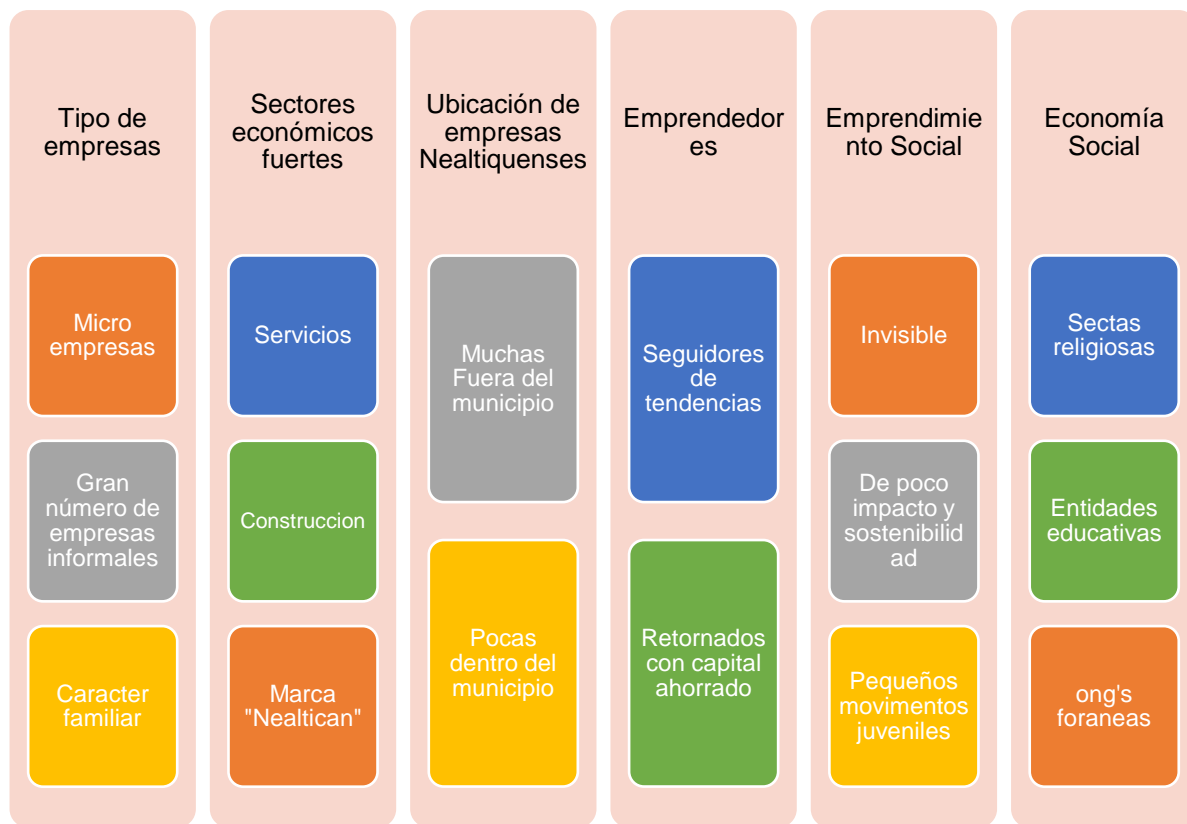 Tipo de
empresas
Micro
empresas
Gran
número de
empresas
informales
Caracter
familiar
Sectores
económicos
fuertes
Servicios
Construccion
Marca
"Nealtican"
Ubicación de
empresas
Nealtiquenses
Muchas
Fuera del
municipio
Pocas
dentro del
municipio
Emprendedor
es
Seguidores
de
tendencias
Retornados
con capital
ahorrado
Emprendimie
nto Social
Invisible
De poco
impacto y
sostenibilid
ad
Pequeños
movimentos
juveniles
Economía
Social
Sectas
religiosas
Entidades
educativas
ong's
foraneas